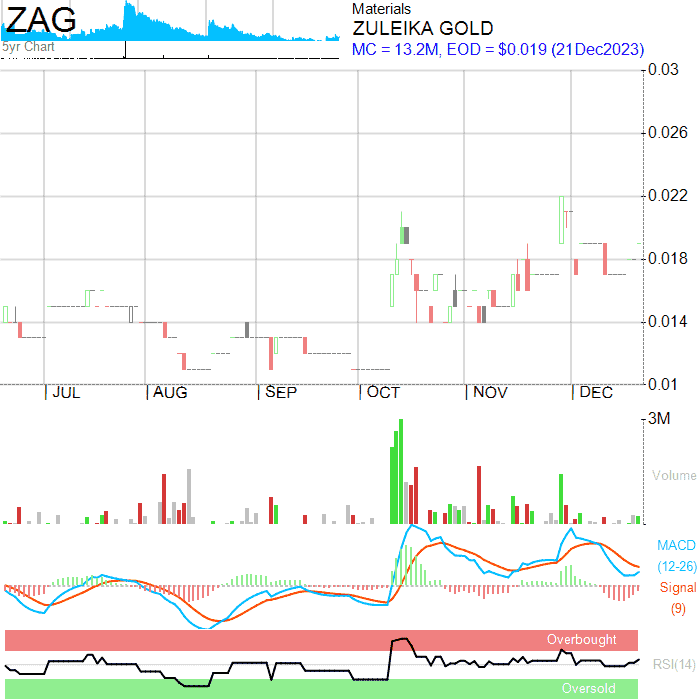 ZAG
5yr Chart
Materials
ZULEIKA GOLD
MC = 13.2M, EOD = $0.019 (21Dec2023)
0.03
0.026
0.022
0.018
0.014
0.01
JUL AUG SEP OCT NOV DEC
3M
Volume
MACD
(12-26)
Signal
(9)
Overbought
RSI(14)
Oversold